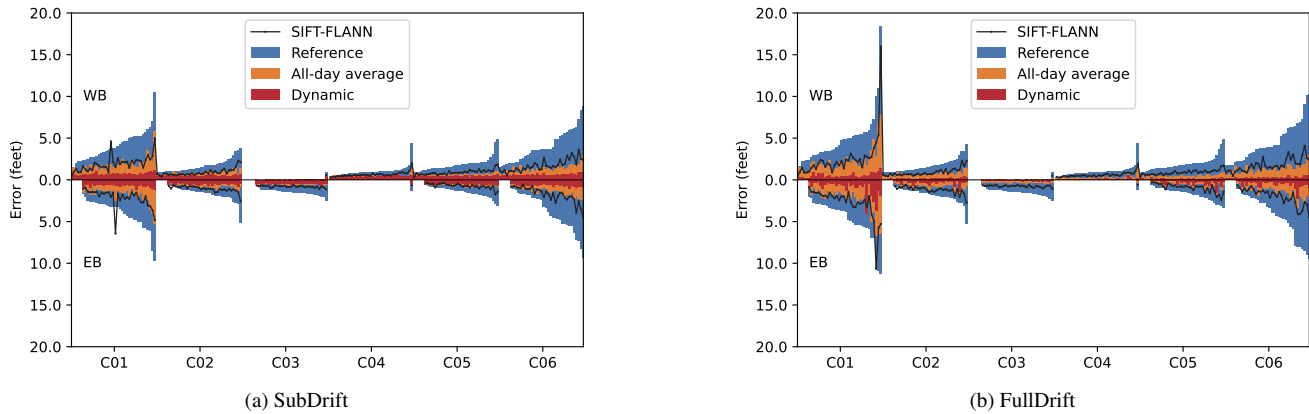 20.0
15.0
10.0
5.0
0.0
5.0
10.0
15.0
20.0
Error (feet)
WB
EB
SIFT-FLANN
Reference
All-day average
Dynamic
C01 C02 C03 C04 C05 C06
(a) SubDrift
20.0
15.0
10.0
5.0
0.0
5.0
10.0
15.0
20.0
Error (feet)
WB
EB
SIFT-FLANN
Reference
All-day average
Dynamic
C01 C02 C03 C04 C05 C06
(b) FullDrift